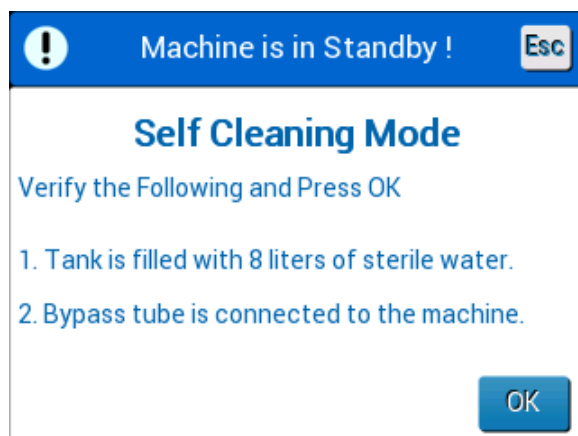 Machine is in Standby !
Esc
Self Cleaning Mode
Verify the Following and Press OK
1. Tank is filled with 8 liters of sterile water.
2. Bypass tube is connected to the machine.
OK